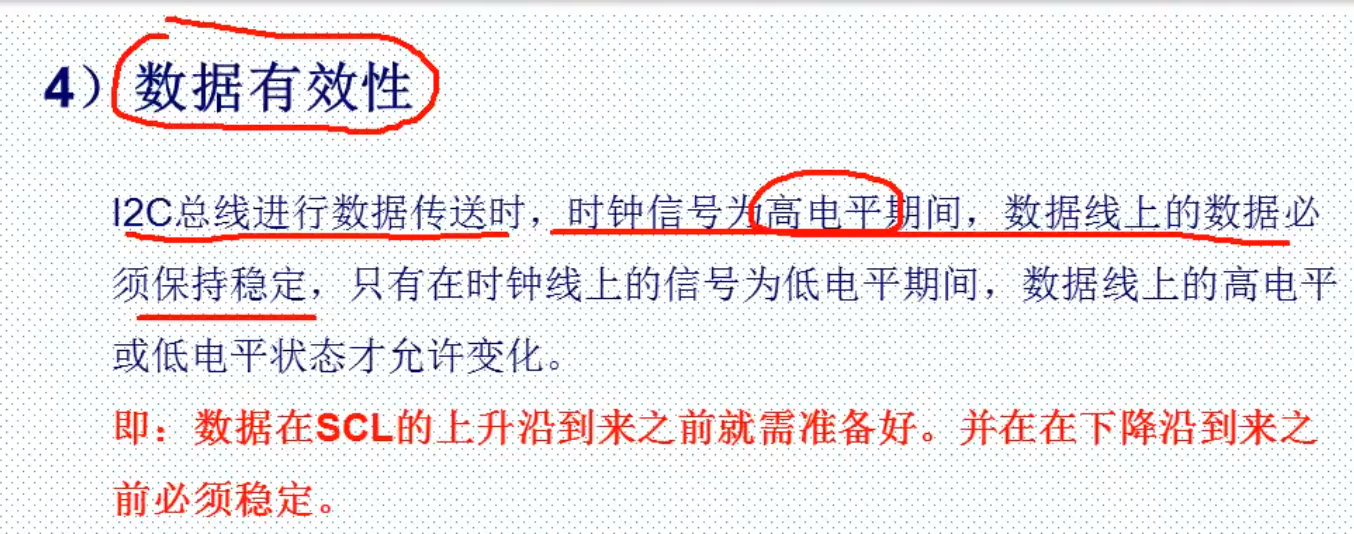 4）数据有效性
I2C总线进行数据传送时，时钟信号为高电平期间，数据线上的数据必
须保持稳定，只有在时钟线上的信号为低电平期间，数据线上的高电平
或低电平状态才允许变化。
即：数据在SCL的上升沿到来之前就需准备好。并在在下降沿到来之
前必须稳定。